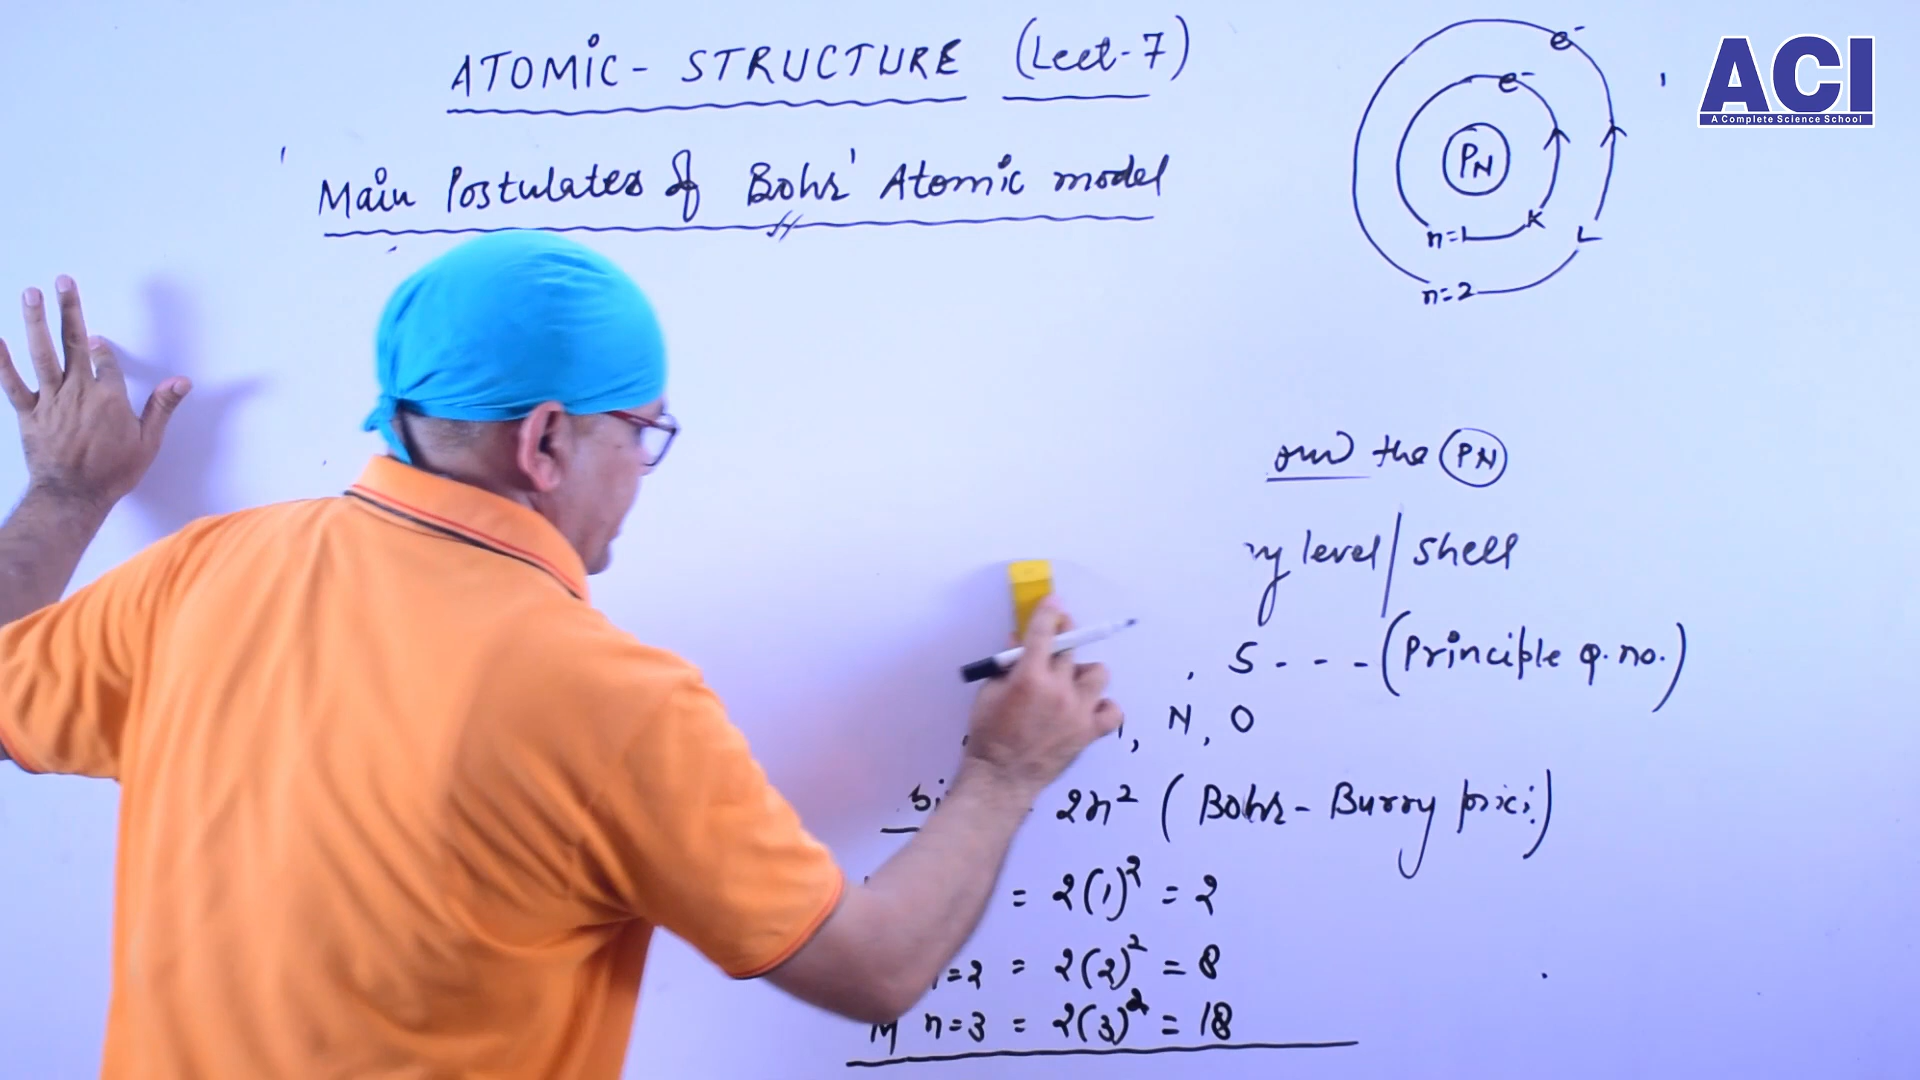 ATOMIC - STRUCTURE (Lect-7)
Main Postulates of Bohr' Atomic model
e-
e-
PN
n=1 K
L
n=2
ACI
A Complete Science School
the PN
level / shell
, 5 - - - (Principle q. no.)
, N, O
2n² ( Bohr - Burry
= 2(1)² = 2
=2 = 2(2)² = 8
M n=3 = 2(3)² = 18